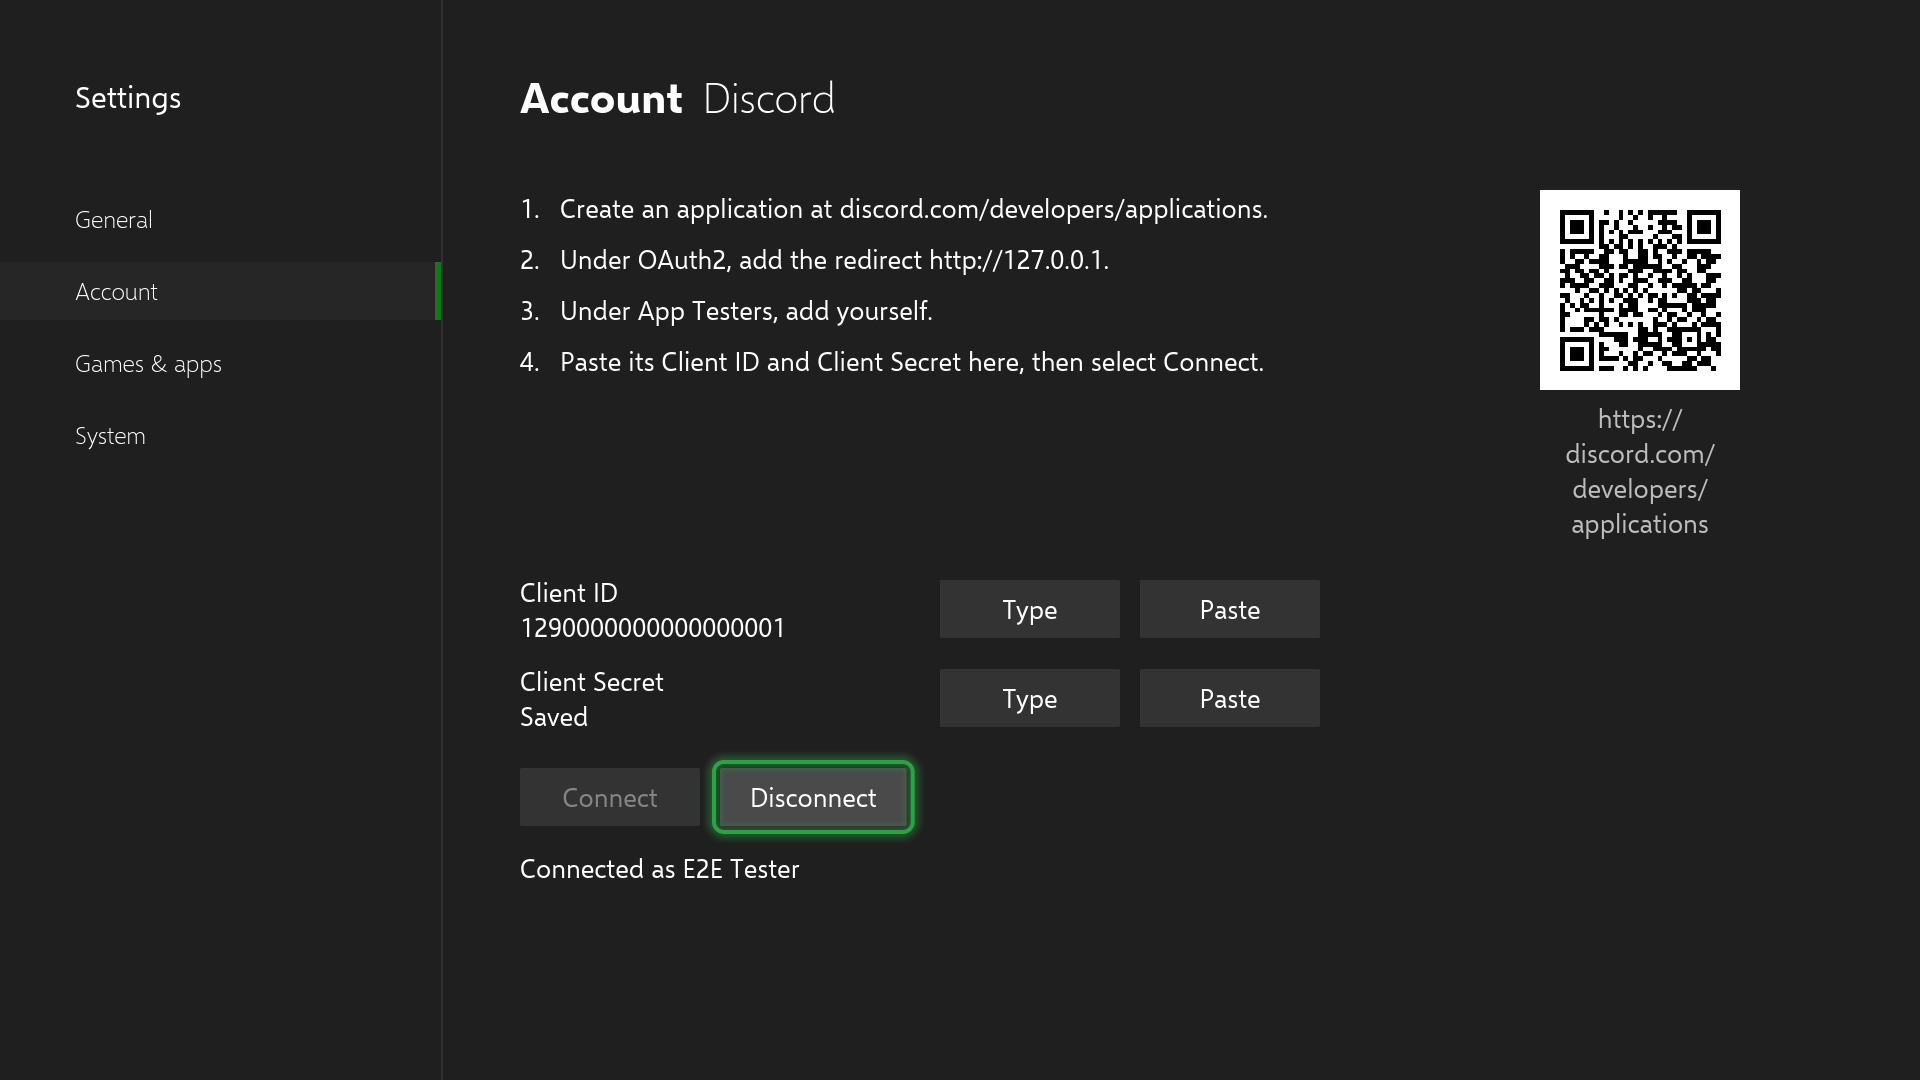 Settings
General
Account
Games & apps
System
Account Discord
1. Create an application at discord.com/developers/applications.
2. Under OAuth2, add the redirect http://127.0.0.1.
3. Under App Testers, add yourself.
4. Paste its Client ID and Client Secret here, then select Connect.
https://
discord.com/
developers/
applications
Client ID
1290000000000000001
Type Paste
Client Secret
Saved
Type Paste
Connect Disconnect
Connected as E2E Tester